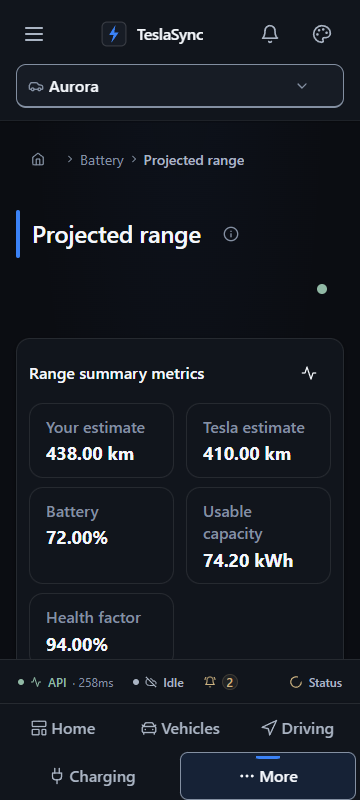 TeslaSync
Aurora
Battery Projected range
Projected range
Range summary metrics
Your estimate
438.00 km
Tesla estimate
410.00 km
Battery
72.00%
Usable
capacity
74.20 kWh
Health factor
94.00%
API · 258ms Idle 2 Status
Home Vehicles Driving
Charging More